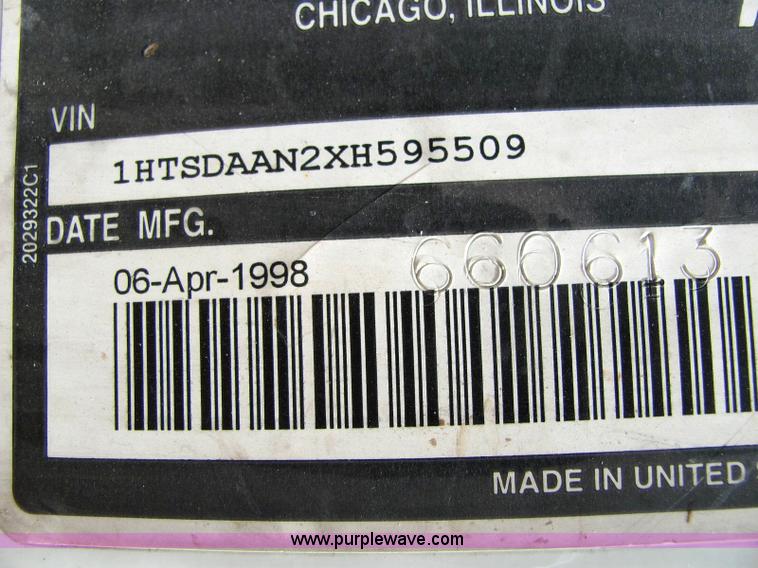 CHICAGO, ILLINOIS
VIN
1HTSDAAN2XH595509
2029322C1
DATE MFG.
06-Apr-1998
660613
MADE IN UNITED
www.purplewave.com